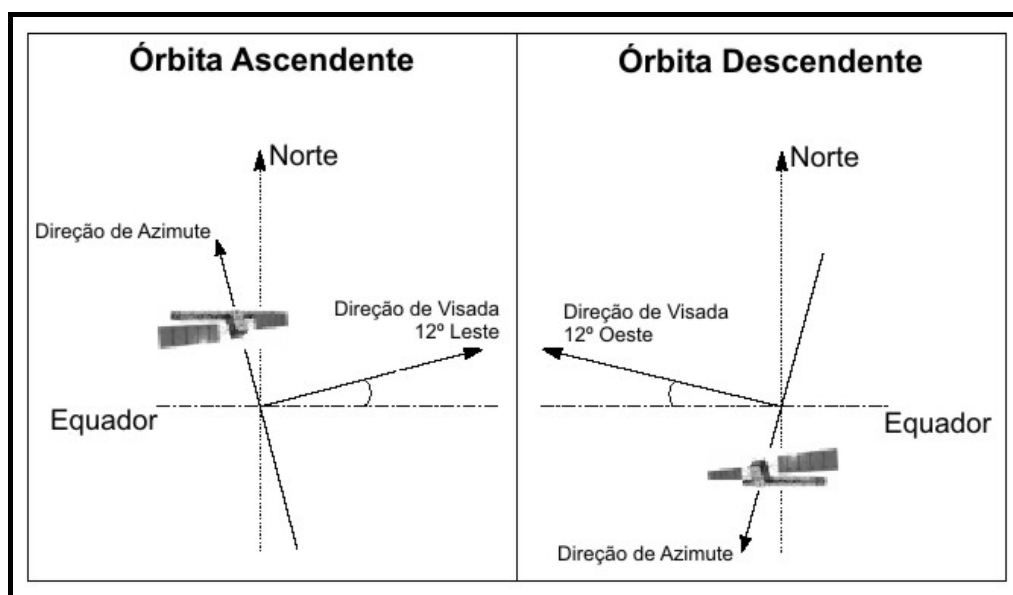 Órbita Ascendente
Norte
Direção de Azimute
Direção de Visada
12º Leste
Equador
Órbita Descendente
Norte
Direção de Visada
12º Oeste
Equador
Direção de Azimute